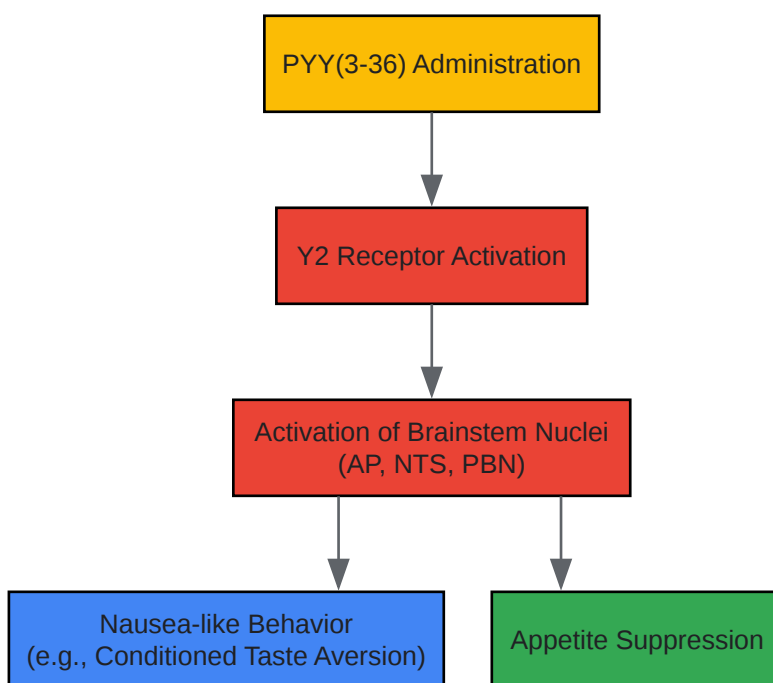 PYY(3-36) Administration
Y2 Receptor Activation
Activation of Brainstem Nuclei
(AP, NTS, PBN)
Nausea-like Behavior
(e.g., Conditioned Taste Aversion)
Appetite Suppression